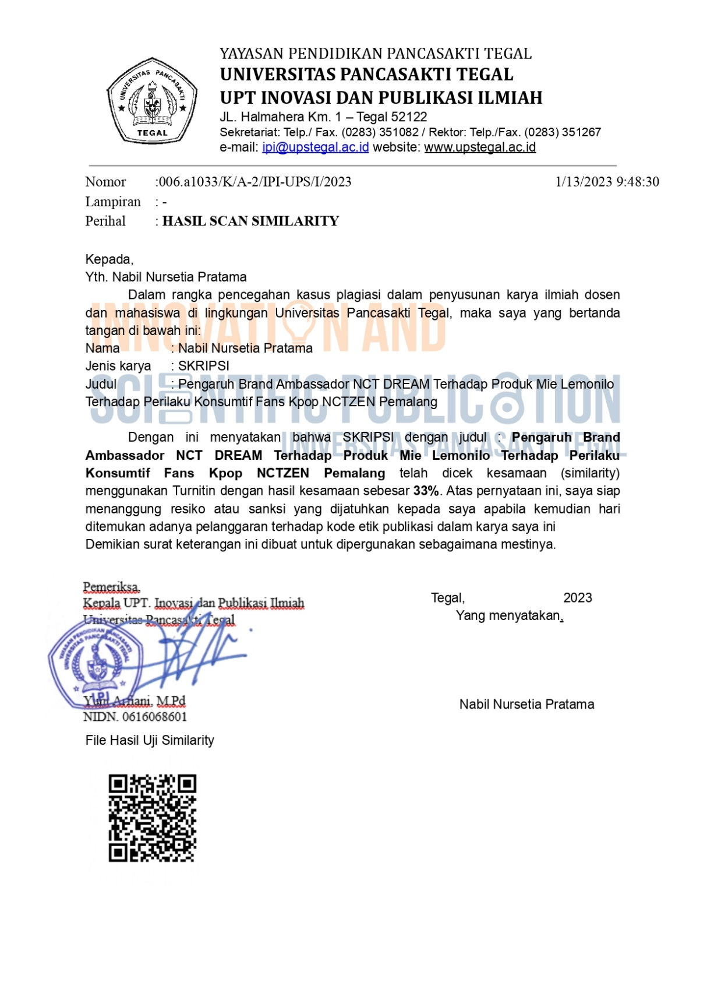 UNIVERSITAS PANCASAKTI
TEGAL
YAYASAN PENDIDIKAN PANCASAKTI TEGAL
UNIVERSITAS PANCASAKTI TEGAL
UPT INOVASI DAN PUBLIKASI ILMIAH
JL. Halmahera Km. 1 – Tegal 52122
Sekretariat: Telp./ Fax. (0283) 351082 / Rektor: Telp./Fax. (0283) 351267
e-mail: ipi@upstegal.ac.id website: www.upstegal.ac.id
Nomor :006.a1033/K/A-2/IPI-UPS/I/2023 1/13/2023 9:48:30
Lampiran : -
Perihal : HASIL SCAN SIMILARITY
Kepada,
Yth. Nabil Nursetia Pratama
Dalam rangka pencegahan kasus plagiasi dalam penyusunan karya ilmiah dosen
dan mahasiswa di lingkungan Universitas Pancasakti Tegal, maka saya yang bertanda
tangan di bawah ini:
INNOVATION AND
Nama : Nabil Nursetia Pratama
Jenis karya : SKRIPSI
Judul : Pengaruh Brand Ambassador NCT DREAM Terhadap Produk Mie Lemonilo
Terhadap Perilaku Konsumtif Fans Kpop NCTZEN Pemalang
SCIENTIFIC PUBLICATION
UNIVERSITAS PANCASAKTI TEGAL
Dengan ini menyatakan bahwa SKRIPSI dengan judul : Pengaruh Brand
Ambassador NCT DREAM Terhadap Produk Mie Lemonilo Terhadap Perilaku
Konsumtif Fans Kpop NCTZEN Pemalang telah dicek kesamaan (similarity)
menggunakan Turnitin dengan hasil kesamaan sebesar 33%. Atas pernyataan ini, saya siap
menanggung resiko atau sanksi yang dijatuhkan kepada saya apabila kemudian hari
ditemukan adanya pelanggaran terhadap kode etik publikasi dalam karya saya ini
Demikian surat keterangan ini dibuat untuk dipergunakan sebagaimana mestinya.
Pemeriksa,
Kepala UPT. Inovasi dan Publikasi Ilmiah
Universitas Pancasakti Tegal
YAYASAN PENDIDIKAN PANCASAKTI
UNIVERSITAS PANCASAKTI TEGAL
IPI
M.Pd
NIDN. 0616068601
Tegal, 2023
Yang menyatakan,
Nabil Nursetia Pratama
File Hasil Uji Similarity